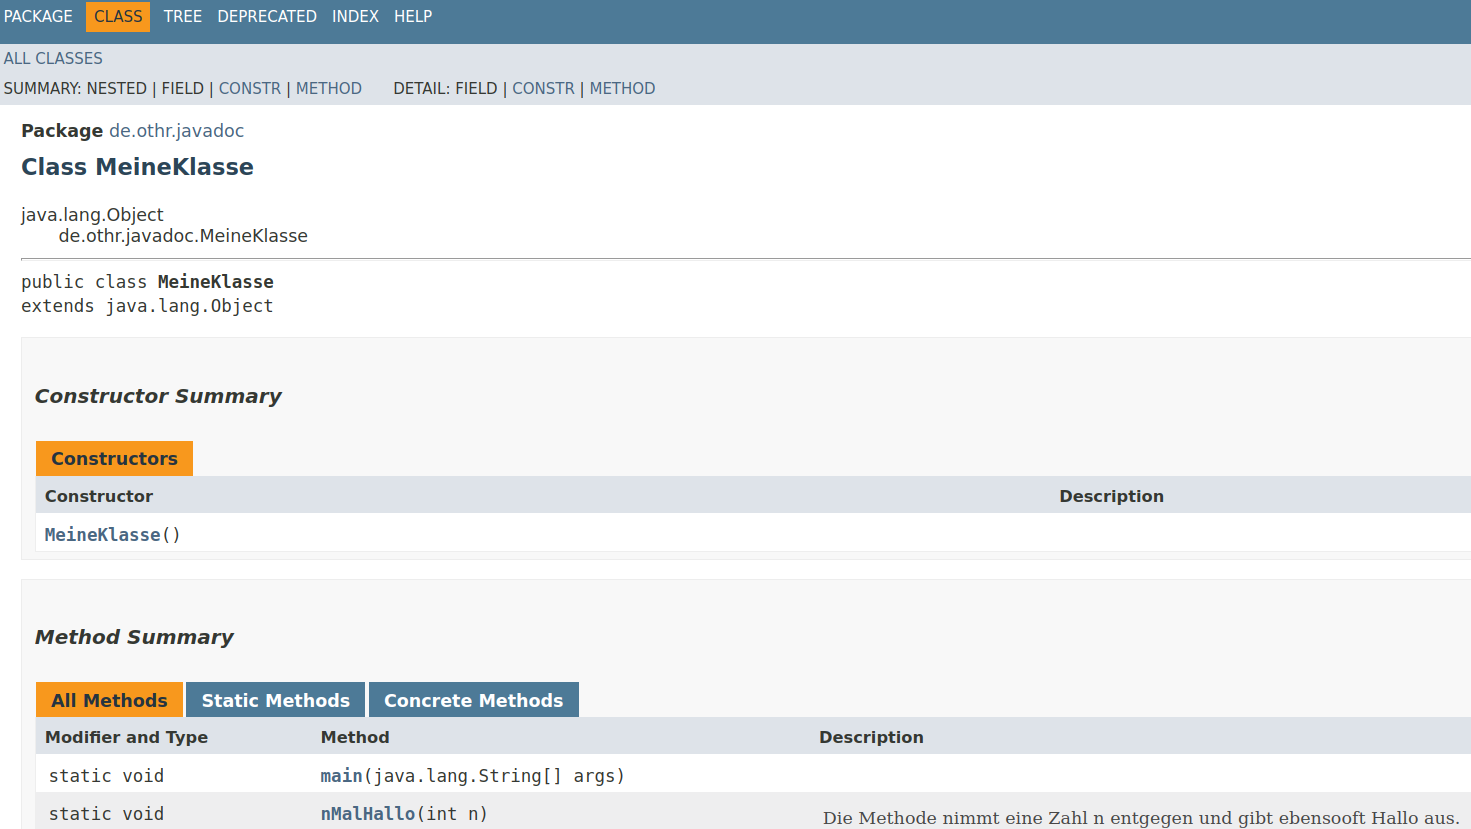 PACKAGE CLASS TREE DEPRECATED INDEX HELP
ALL CLASSES
SUMMARY: NESTED | FIELD | CONSTR | METHOD DETAIL: FIELD | CONSTR | METHOD
Package de.othr.javadoc
Class MeineKlasse
java.lang.Object
de.othr.javadoc.MeineKlasse
public class MeineKlasse
extends java.lang.Object
Constructor Summary
Constructors
Constructor Description
MeineKlasse()
Method Summary
All Methods Static Methods Concrete Methods
Modifier and Type Method Description
static void main(java.lang.String[] args)
static void nMalHallo(int n) Die Methode nimmt eine Zahl n entgegen und gibt ebensooft Hallo aus.